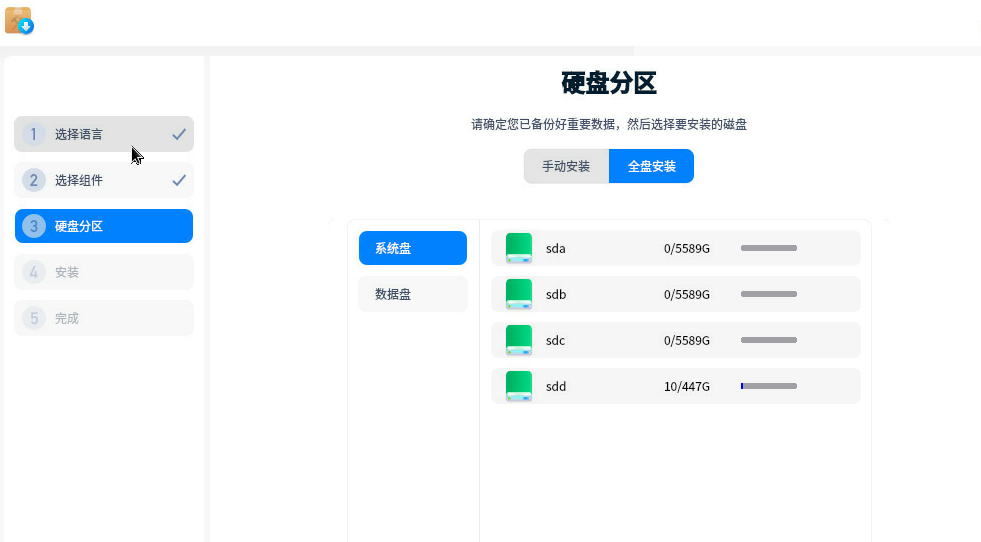 硬盘分区
请确定您已备份好重要数据，然后选择要安装的磁盘
手动安装 全盘安装
1 选择语言
2 选择组件
3 硬盘分区
4 安装
5 完成
系统盘
数据盘
sda 0/5589G
sdb 0/5589G
sdc 0/5589G
sdd 10/447G